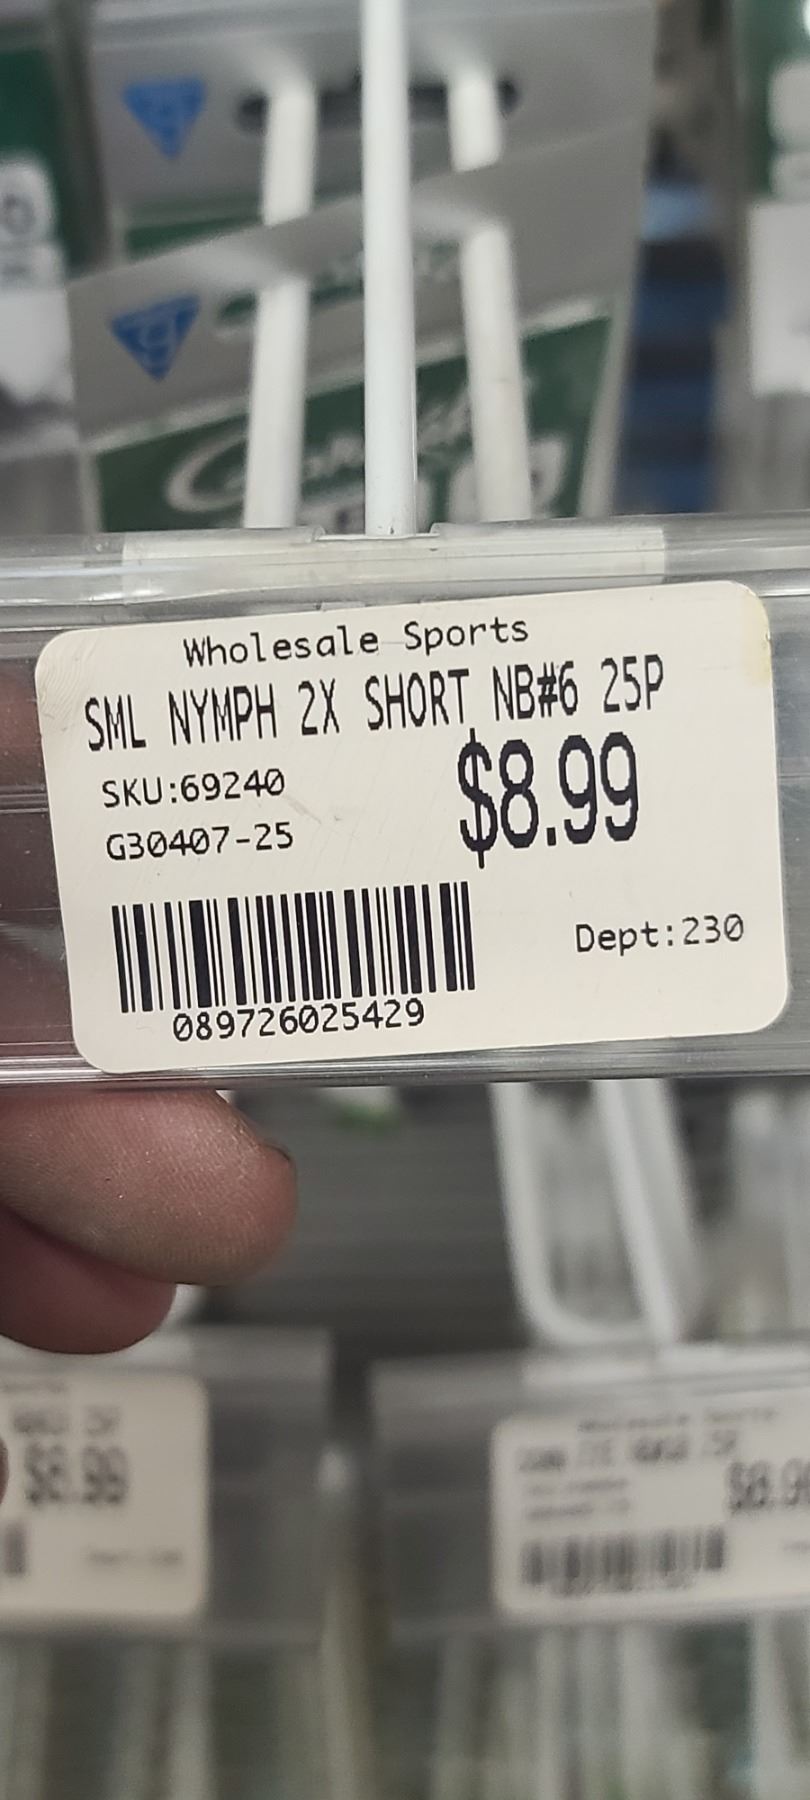 Wholesale Sports
SML NYMPH 2X SHORT NB#6 25P
SKU:69240
$8.99
G30407-25
Dept:230
089726025429